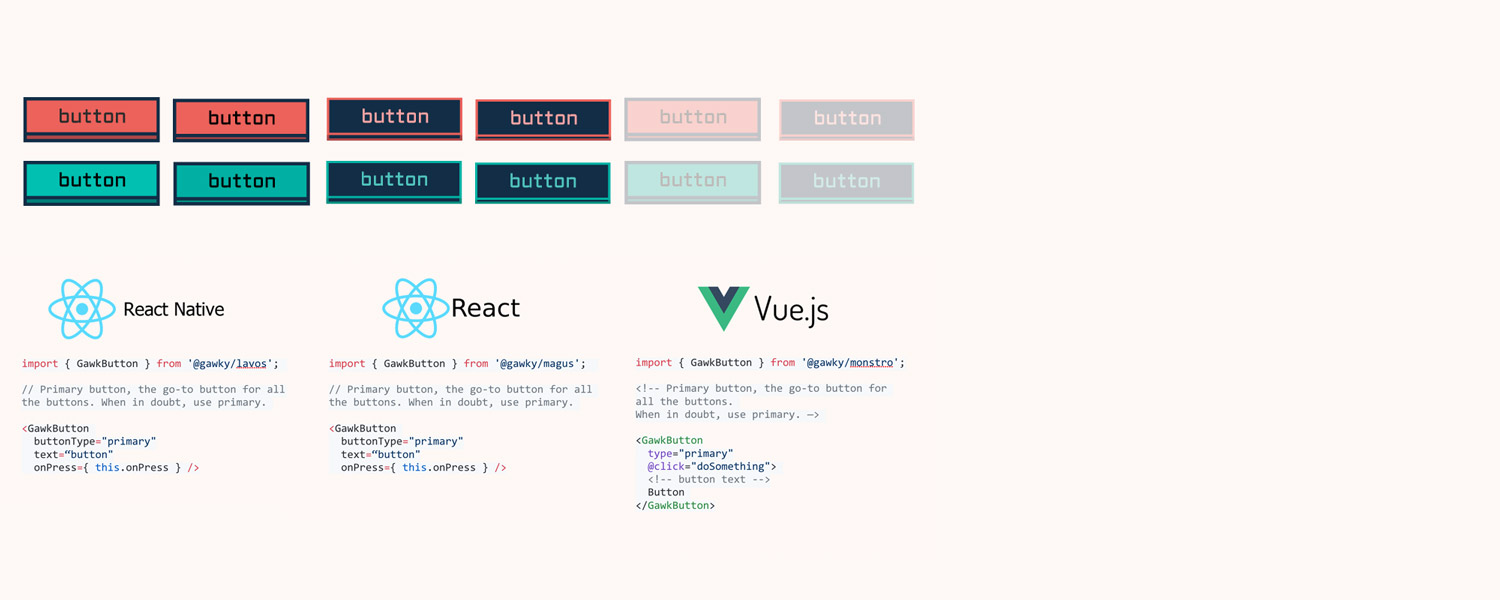 button button button button button button
button button button button button button
React Native
React
Vue.js
import { GawkButton } from '@gawky/lavos';
// Primary button, the go-to button for all
the buttons. When in doubt, use primary.
<GawkButton
buttonType="primary"
text=“button"
onPress={ this.onPress } />
import { GawkButton } from '@gawky/magus';
// Primary button, the go-to button for all
the buttons. When in doubt, use primary.
<GawkButton
buttonType="primary"
text=“button"
onPress={ this.onPress } />
import { GawkButton } from '@gawky/monstro';
<!-- Primary button, the go-to button for
all the buttons.
When in doubt, use primary. —>
<GawkButton
type="primary"
@click="doSomething">
<!-- button text -->
Button
</GawkButton>